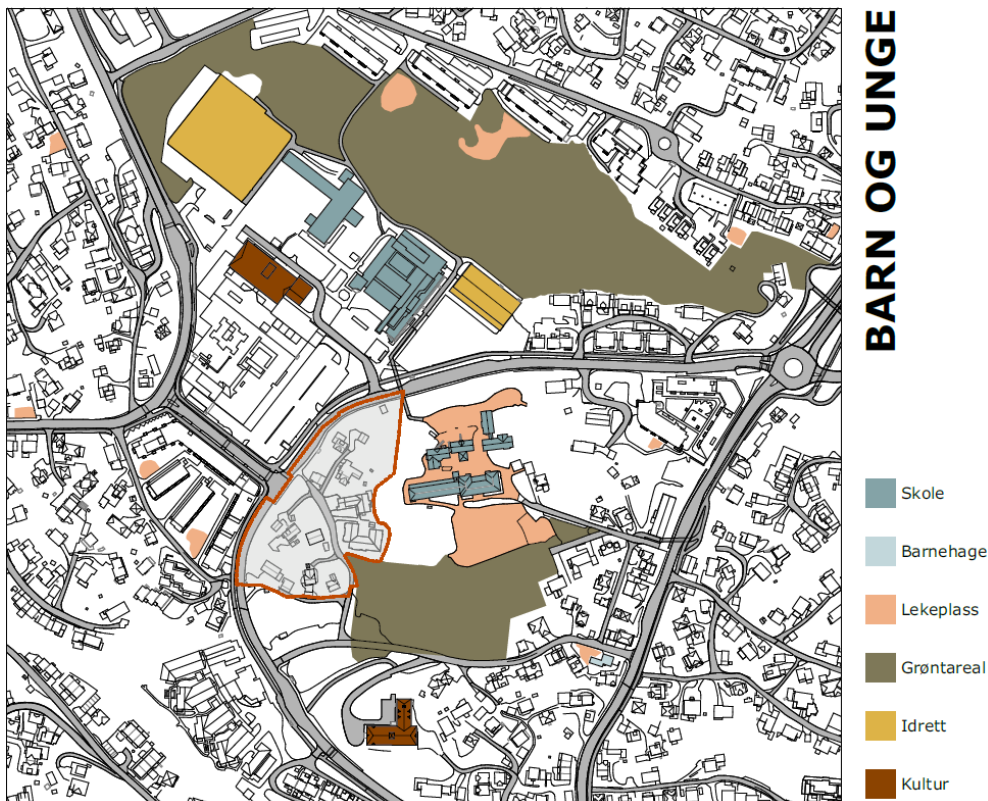 BARN OG UNGE
Skole
Barnehage
Lekeplass
Grøntareal
Idrett
Kultur